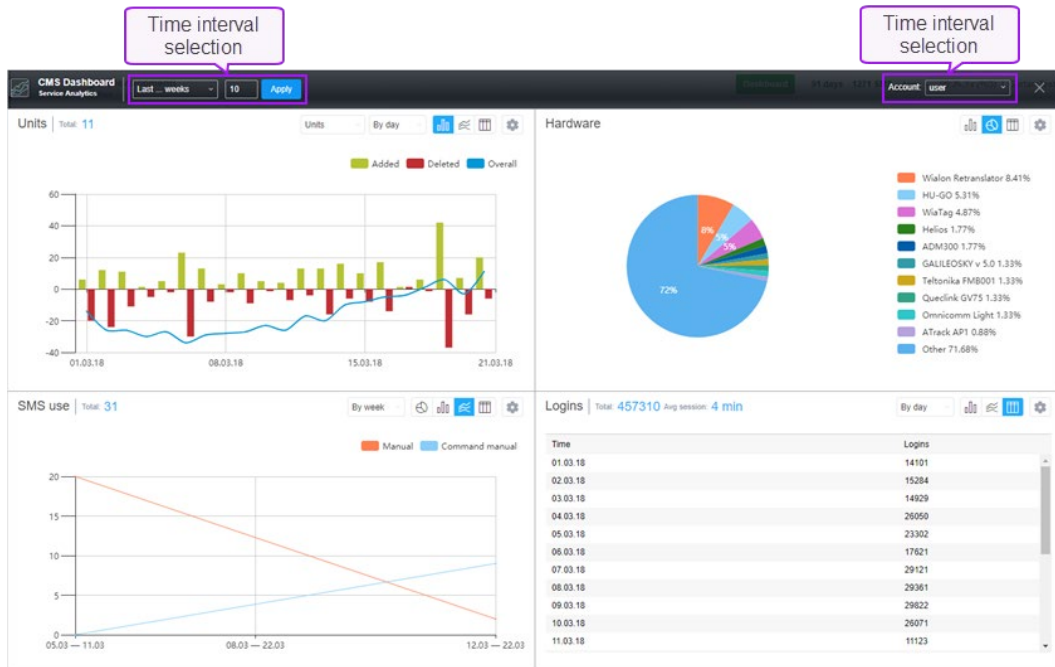 Time interval
selection
Time interval
selection
CMS Dashboard
Service Analytics
Last ... weeks
10
Apply
Dashboard
Account: user
Units
Total: 11
Units
By day
Added
Deleted
Overall
60
40
20
0
-20
-40
01.03.18
08.03.18
15.03.18
21.03.18
Hardware
8%
5%
5%
72%
Wialon Retranslator 8.41%
HU-GO 5.31%
WiaTag 4.87%
Helios 1.77%
ADM300 1.77%
GALILEOSKY v 5.0 1.33%
Teltonika FMB001 1.33%
Queclink GV75 1.33%
Omnicomm Light 1.33%
ATrack AP1 0.88%
Other 71.68%
SMS use
Total: 31
By week
Manual
Command manual
20
15
10
5
0
05.03 — 11.03
08.03 — 22.03
12.03 — 22.03
Logins
Total: 457310 Avg session: 4 min
By day
Time Logins
01.03.18 14101
02.03.18 15284
03.03.18 14929
04.03.18 26050
05.03.18 23302
06.03.18 17621
07.03.18 29121
08.03.18 29361
09.03.18 29822
10.03.18 26071
11.03.18 11123